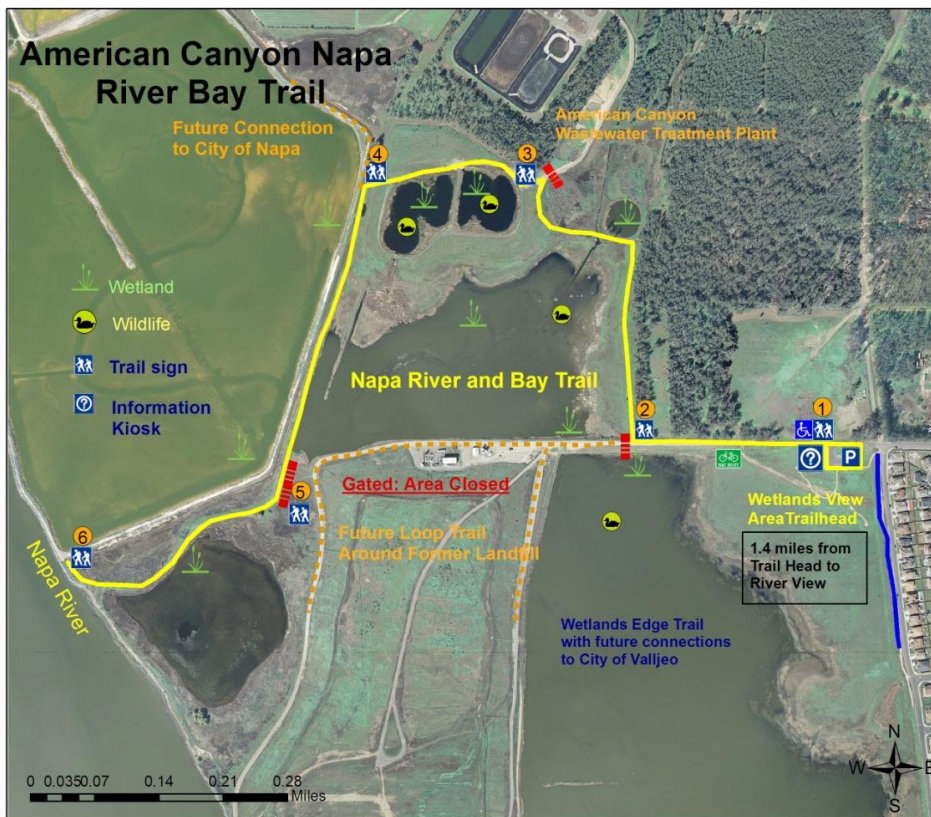 American Canyon Napa
River Bay Trail
Future Connection
to City of Napa
4
3
American Canyon
Wastewater Treatment Plant
Wetland
Wildlife
Trail sign
Information
Kiosk
Napa River and Bay Trail
2
1
?
P
Gated: Area Closed
5
Wetlands View
AreaTrailhead
Future Loop Trail
Around Former Landfill
1.4 miles from
Trail Head to
River View
6
Napa River
Wetlands Edge Trail
with future connections
to City of Valljeo
N
W E
S
0 0.035 0.07 0.14 0.21 0.28
Miles